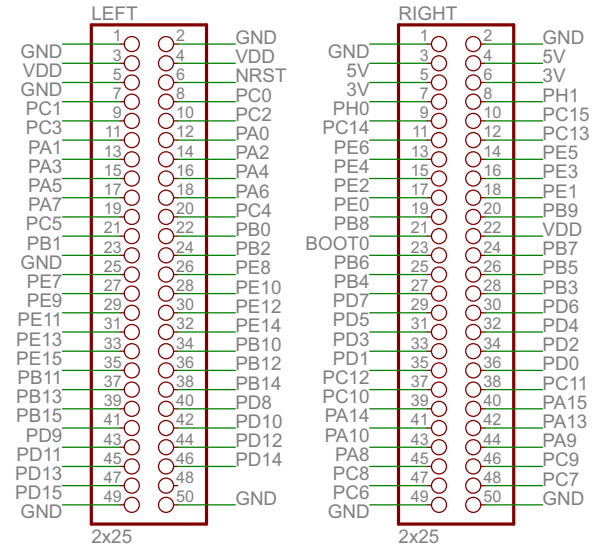 LEFT
GND 1 2 GND
VDD 3 4 VDD
GND 5 6 NRST
PC1 7 8 PC0
PC3 9 10 PC2
PA1 11 12 PA0
PA3 13 14 PA2
PA5 15 16 PA4
PA7 17 18 PA6
PC5 19 20 PC4
PB1 21 22 PB0
GND 23 24 PB2
PE7 25 26 PE8
PE9 27 28 PE10
PE11 29 30 PE12
PE13 31 32 PE14
PE15 33 34 PB10
PB11 35 36 PB12
PB13 37 38 PB14
PB15 39 40 PD8
PD9 41 42 PD10
PD11 43 44 PD12
PD13 45 46 PD14
PD15 47 48
GND 49 50 GND
2x25
RIGHT
GND 1 2 GND
5V 3 4 5V
3V 5 6 3V
PH0 7 8 PH1
PC14 9 10 PC15
PE6 11 12 PC13
PE4 13 14 PE5
PE2 15 16 PE3
PE0 17 18 PE1
PB8 19 20 PB9
BOOT0 21 22 VDD
PB6 23 24 PB7
PB4 25 26 PB5
PD7 27 28 PB3
PD5 29 30 PD6
PD3 31 32 PD4
PD1 33 34 PD2
PC12 35 36 PD0
PC10 37 38 PC11
PA14 39 40 PA15
PA10 41 42 PA13
PA8 43 44 PA9
PC8 45 46 PC9
PC6 47 48 PC7
GND 49 50 GND
2x25